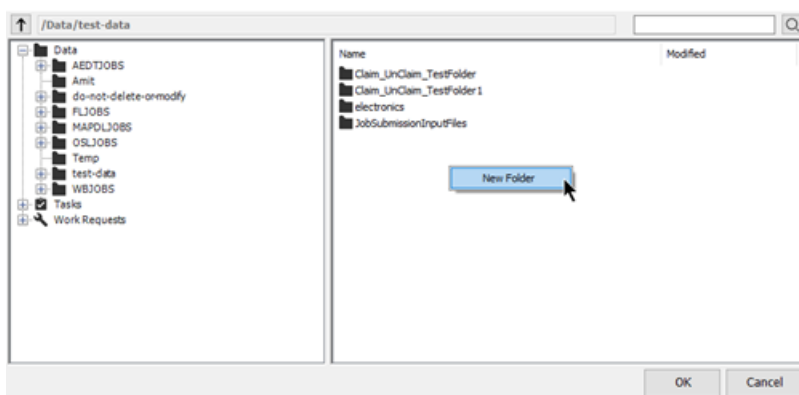 /Data/test-data
Data
AEDTJOBS
Amit
do-not-delete-or-modify
FLJOBS
MAPDLJOBS
OSLJOBS
Temp
test-data
WBJOBS
Tasks
Work Requests
Name Modified
Claim_UnClaim_TestFolder
Claim_UnClaim_TestFolder1
electronics
JobSubmissionInputFiles
New Folder
OK Cancel